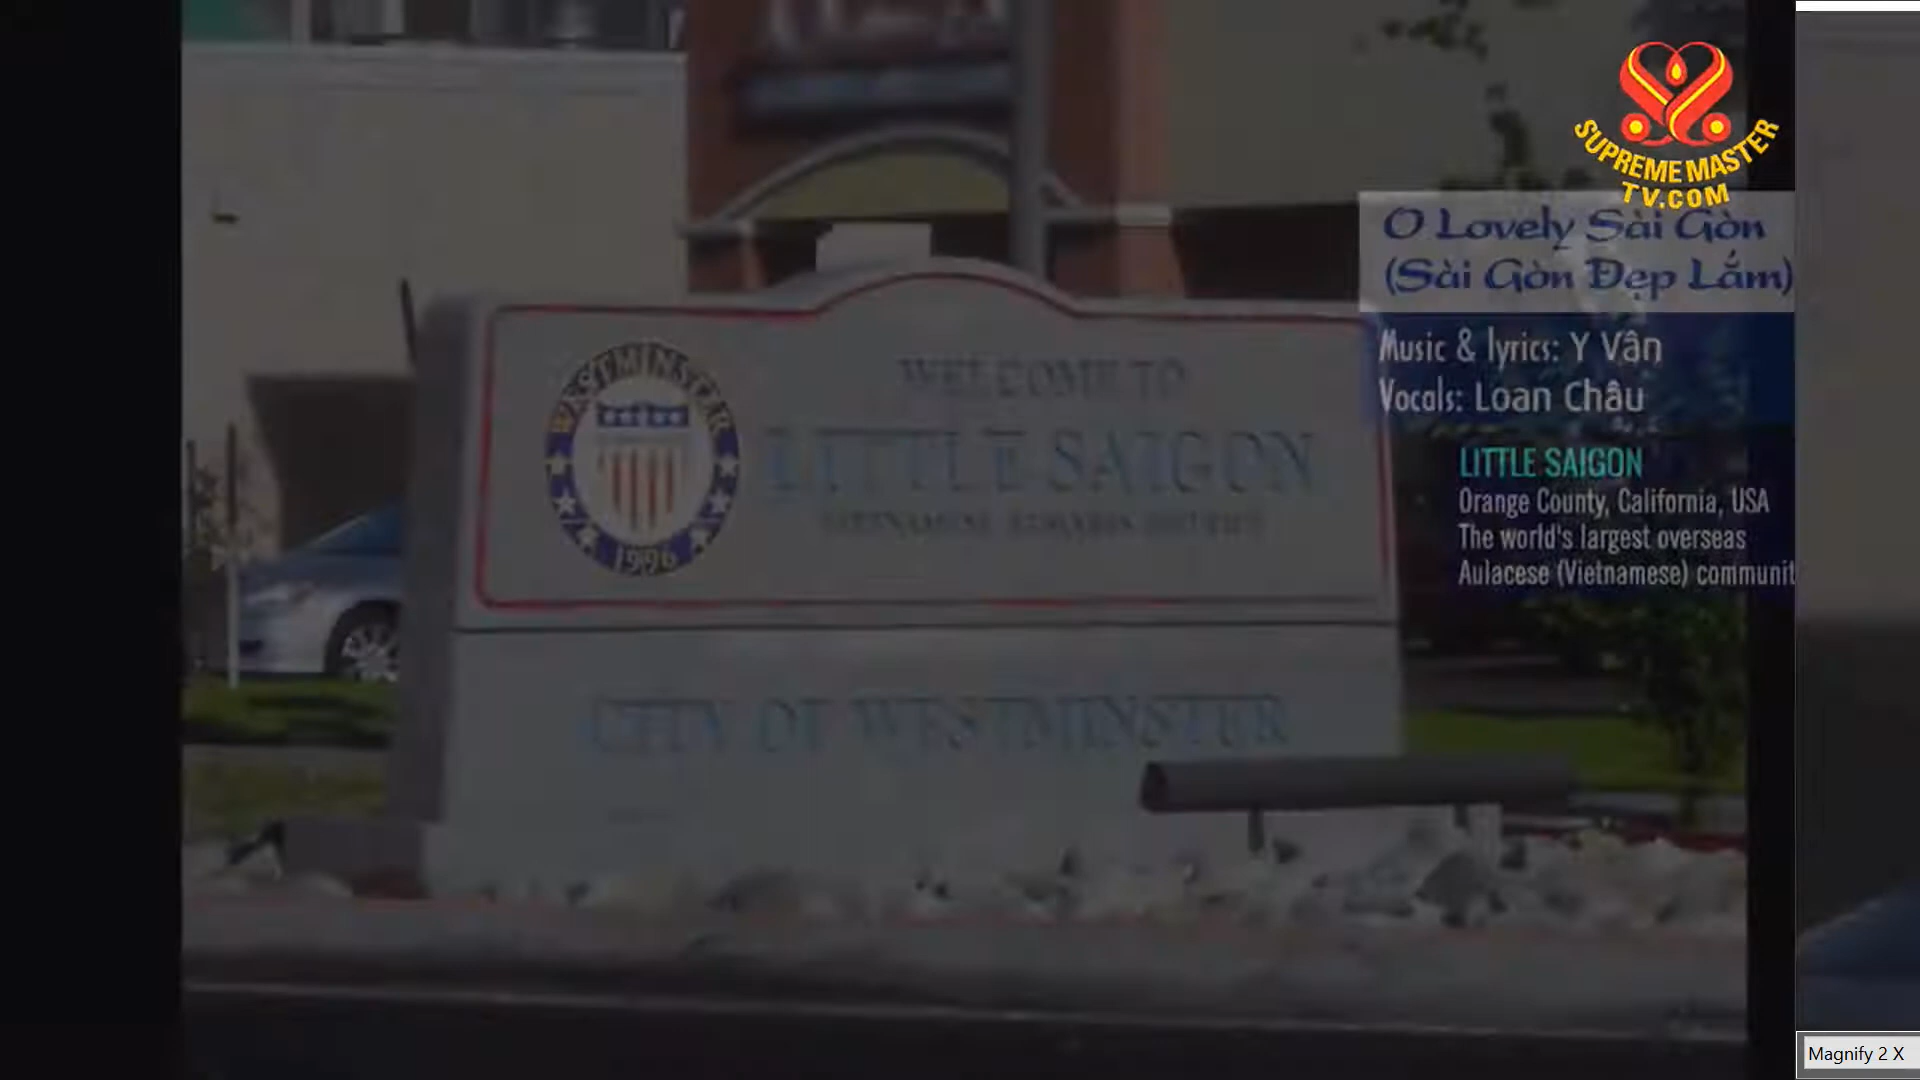 SUPREME MASTER
TV.COM
O Lovely Sài Gòn
(Sài Gòn Đẹp Lắm)
Music & lyrics: Y Vân
Vocals: Loan Châu
LITTLE SAIGON
Orange County, California, USA
The world's largest overseas
Aulacese (Vietnamese) communit
WESTMINSTER
1996
WELCOME TO
LITTLE SAIGON
CITY OF WESTMINSTER
Magnify 2 X